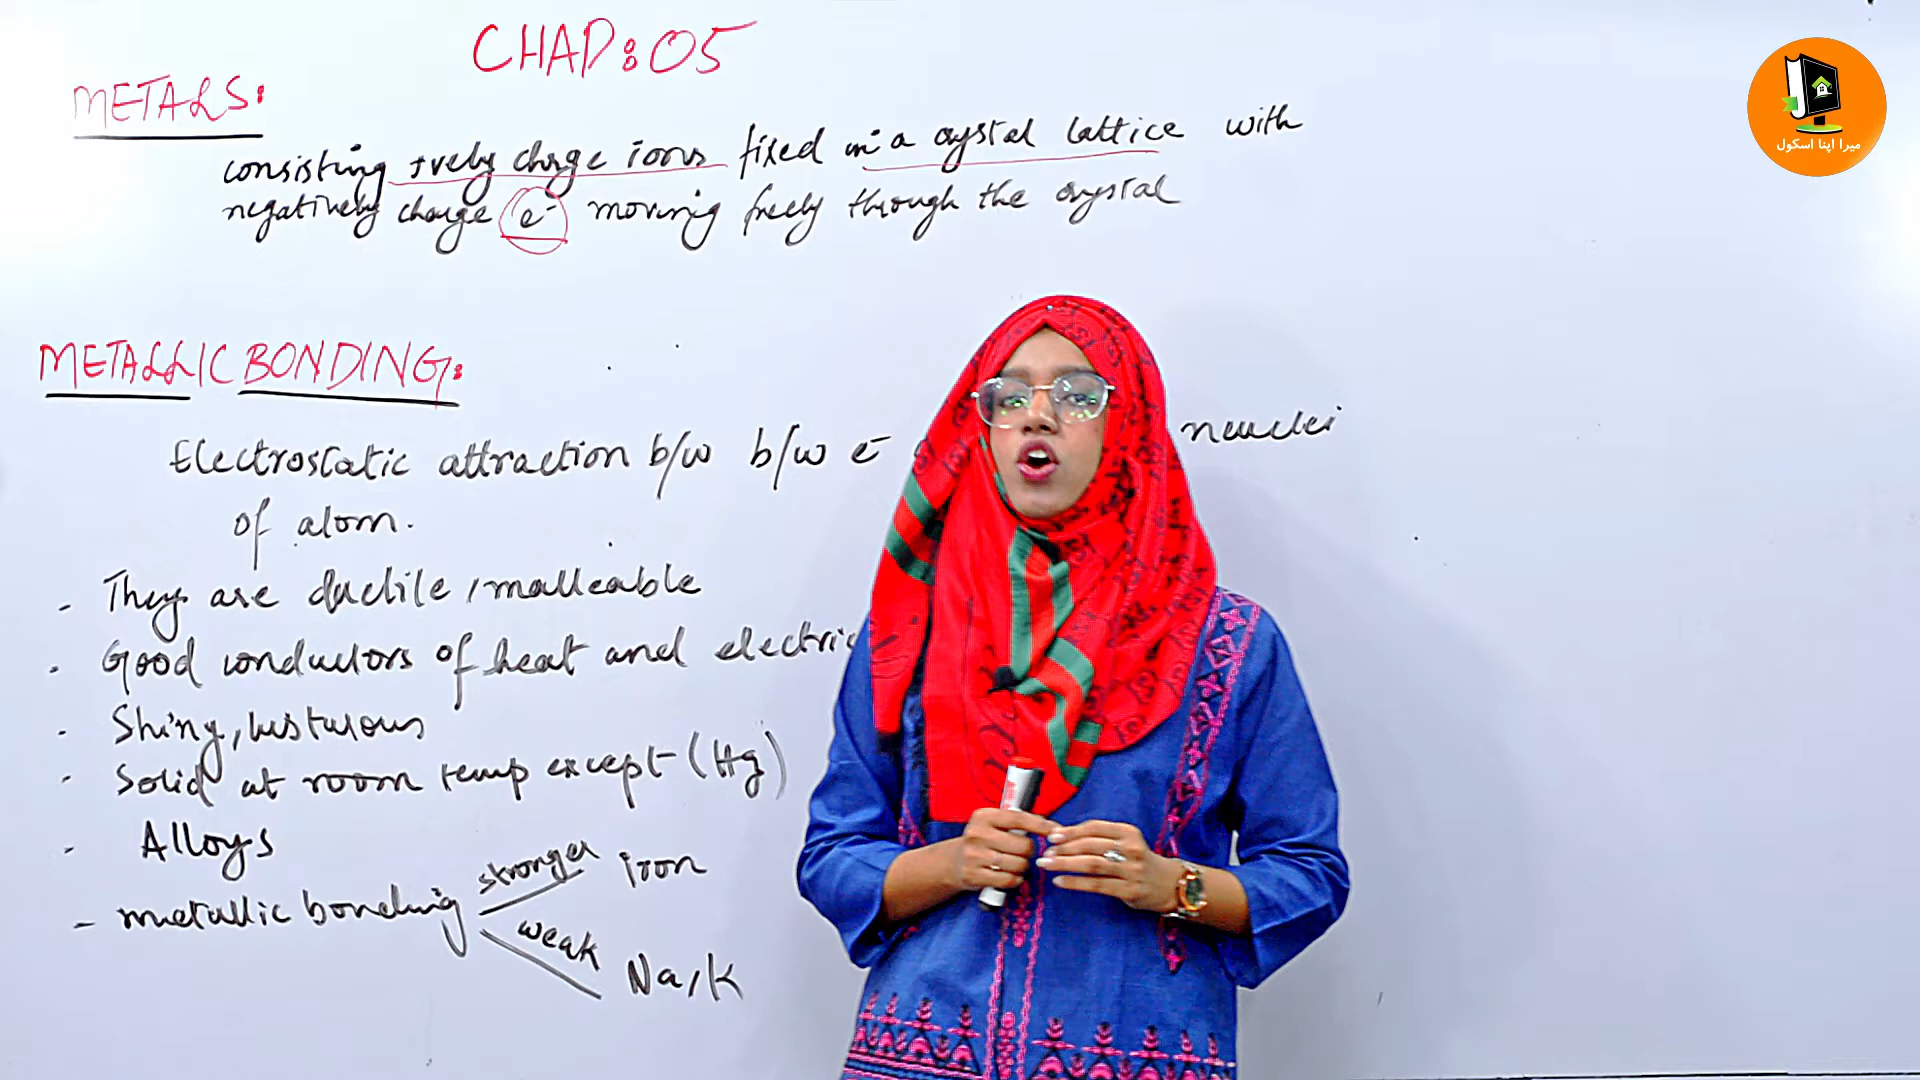 CHAP:05
METALS:
consisting +vely charge ions fixed in a crystal lattice with
negatively charge e- moving freely through the crystal
METALLIC BONDING:
Electrostatic attraction b/w b/w e- nuclei
of atom.
- They are ductile, malleable
- Good conductors of heat and electric
- Shiny, lusturous
- Solid at room temp except (Hg)
- Alloys
- metallic bonding stronger iron
weak Na/K
میرا اپنا اسکول